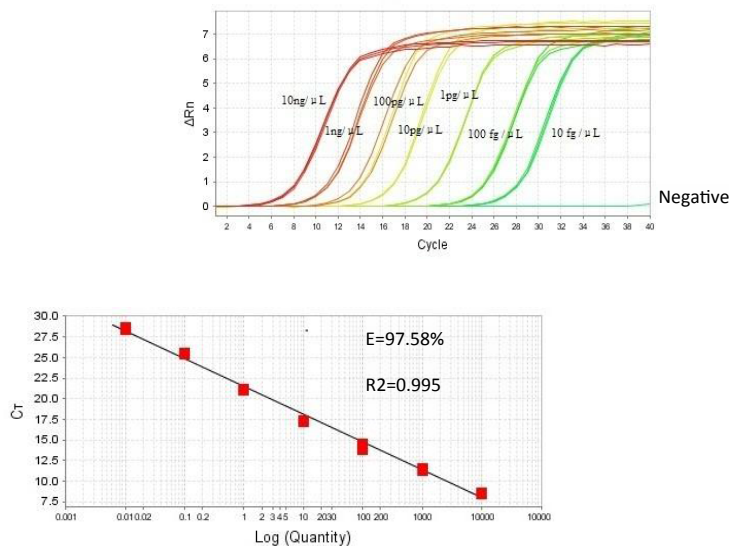 7
6
5
4
3
2
1
0
ΔRn
10ng/μL
1ng/μL
100pg/μL
10pg/μL
1pg/μL
100 fg/μL
10 fg/μL
Negative
2 4 6 8 10 12 14 16 18 20 22 24 26 28 30 32 34 36 38 40
Cycle
30.0
27.5
25.0
22.5
20.0
17.5
15.0
12.5
10.0
7.5
CT
E=97.58%
R2=0.995
0.001 0.010.02 0.1 0.2 1 2 345 10 2030 100 200 1000 10000 10000
Log (Quantity)